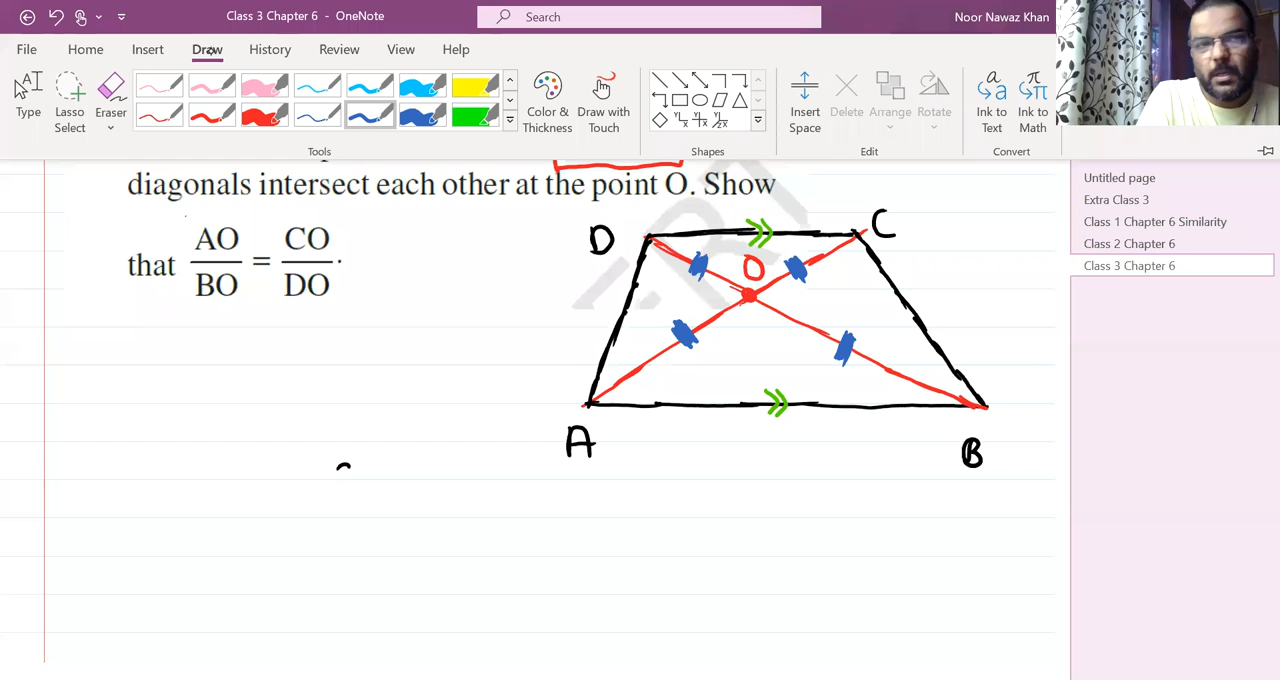 Class 3 Chapter 6 - OneNote
Search
Noor Nawaz Khan
File Home Insert Draw History Review View Help
Type
Lasso Select
Eraser
Color & Thickness
Draw with Touch
Insert Space
Delete
Arrange
Rotate
Ink to Text
Ink to Math
Tools
Shapes
Edit
Convert
diagonals intersect each other at the point O. Show
that AO/BO = CO/DO.
D
C
O
A
B
Untitled page
Extra Class 3
Class 1 Chapter 6 Similarity
Class 2 Chapter 6
Class 3 Chapter 6